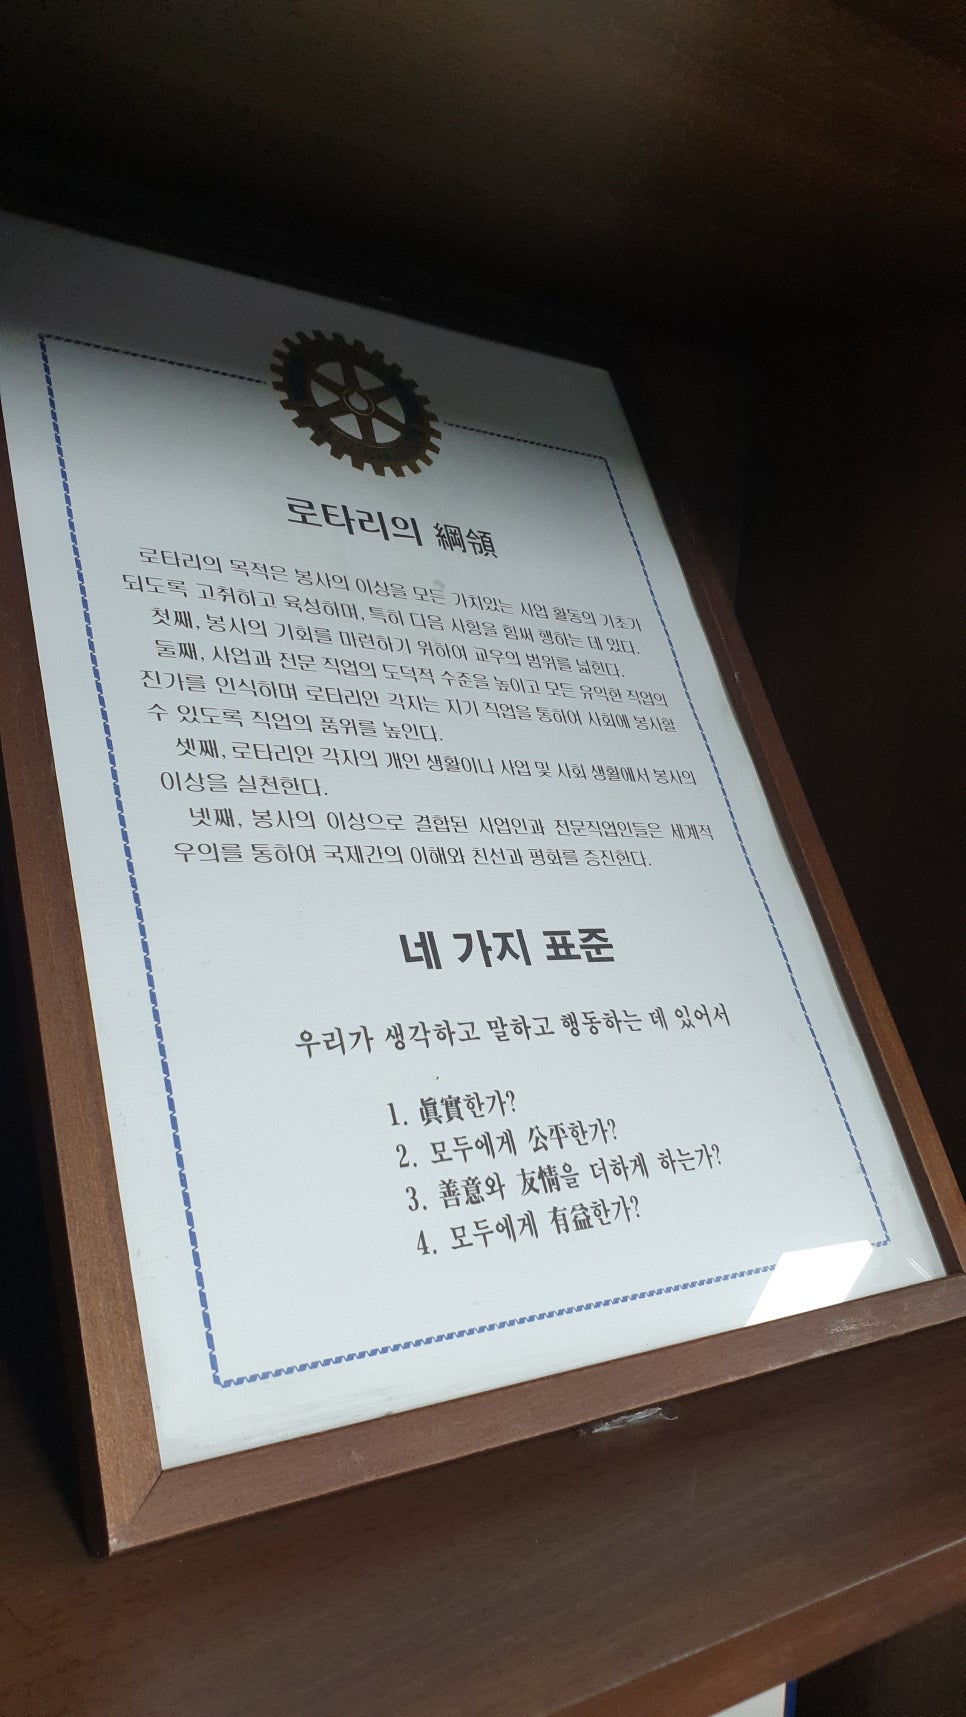 로타리의 綱領
로타리의 목적은 봉사의 이상을 모든 가치있는 사업 활동의 기초가
되도록 고취하고 육성하며, 특히 다음 사항을 힘써 행하는 데 있다.
첫째, 봉사의 기회를 마련하기 위하여 교우의 범위를 넓힌다.
둘째, 사업과 전문 직업의 도덕적 수준을 높이고 모든 유익한 직업의
진가를 인식하며 로타리안 각자는 자기 직업을 통하여 사회에 봉사할
수 있도록 직업의 품위를 높인다.
셋째, 로타리안 각자의 개인 생활이나 사업 및 사회 생활에서 봉사의
이상을 실천한다.
넷째, 봉사의 이상으로 결합된 사업인과 전문직업인들은 세계적
우의를 통하여 국제간의 이해와 친선과 평화를 증진한다.
네 가지 표준
우리가 생각하고 말하고 행동하는 데 있어서
1. 眞實한가?
2. 모두에게 公平한가?
3. 善意와 友情을 더하게 하는가?
4. 모두에게 有益한가?